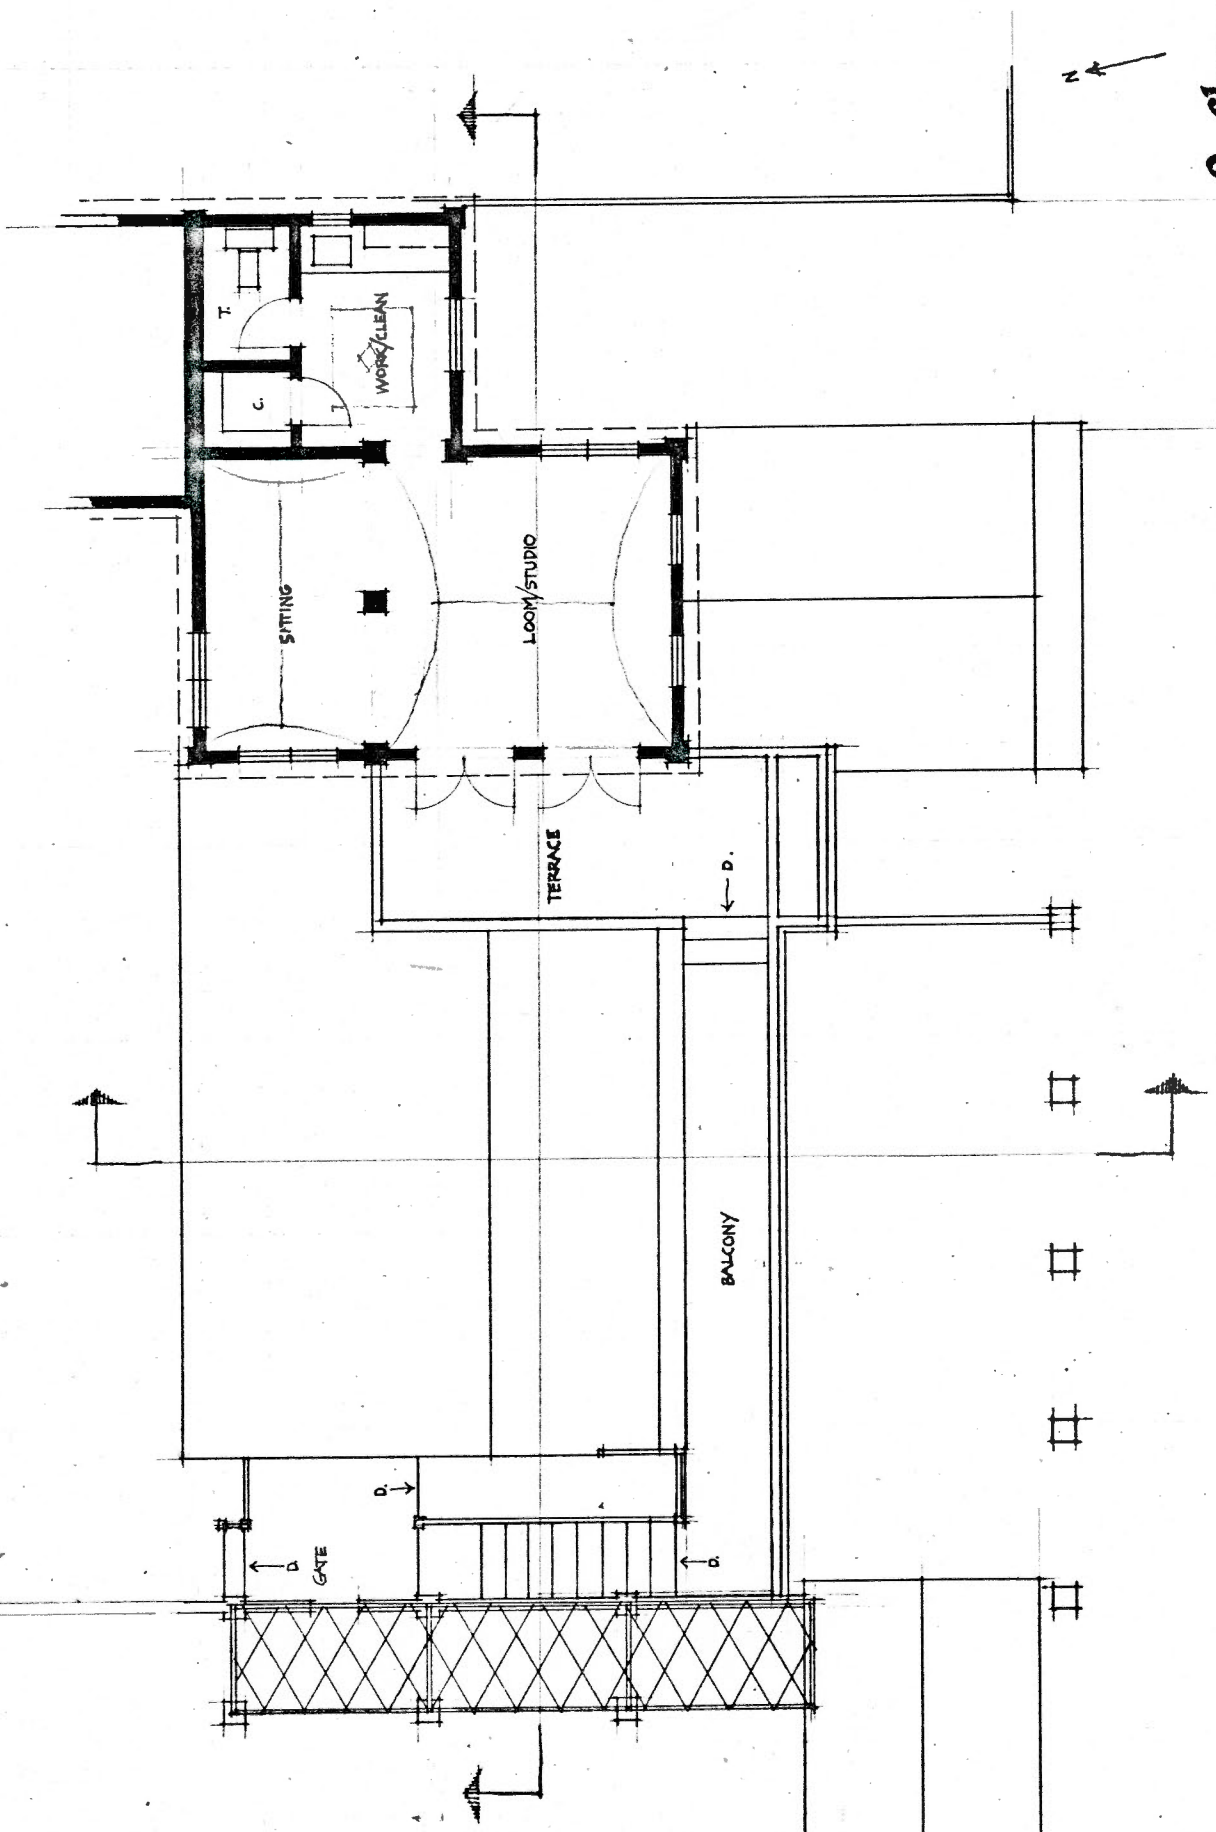 N
T.
C.
WORK/CLEAN
SITTING
LOOM/STUDIO
TERRACE
D.
BALCONY
D.
D.
GATE
D.